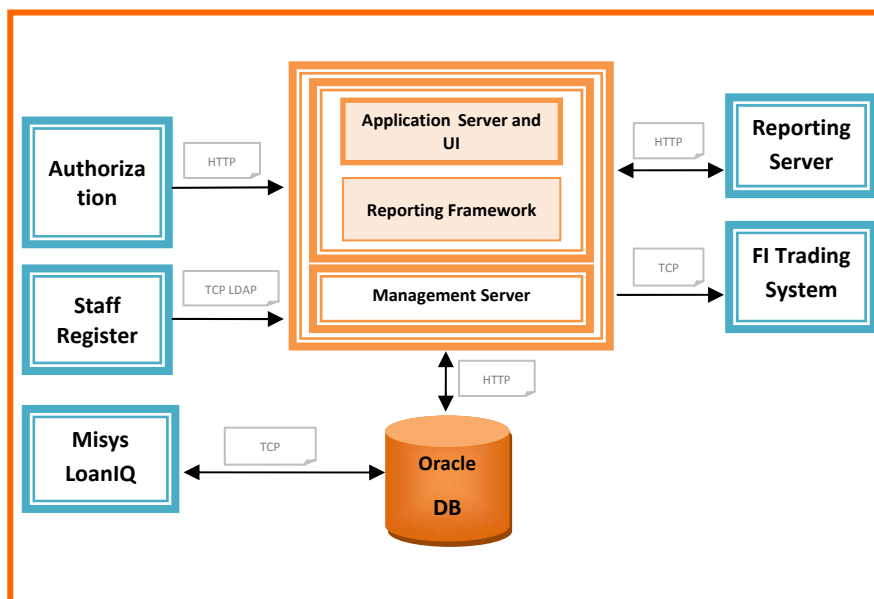 Authoriza
tion
HTTP
Staff
Register
TCP LDAP
Misys
LoanIQ
TCP
Application Server and
UI
Reporting Framework
Management Server
HTTP
Oracle
DB
HTTP
Reporting
Server
TCP
FI Trading
System